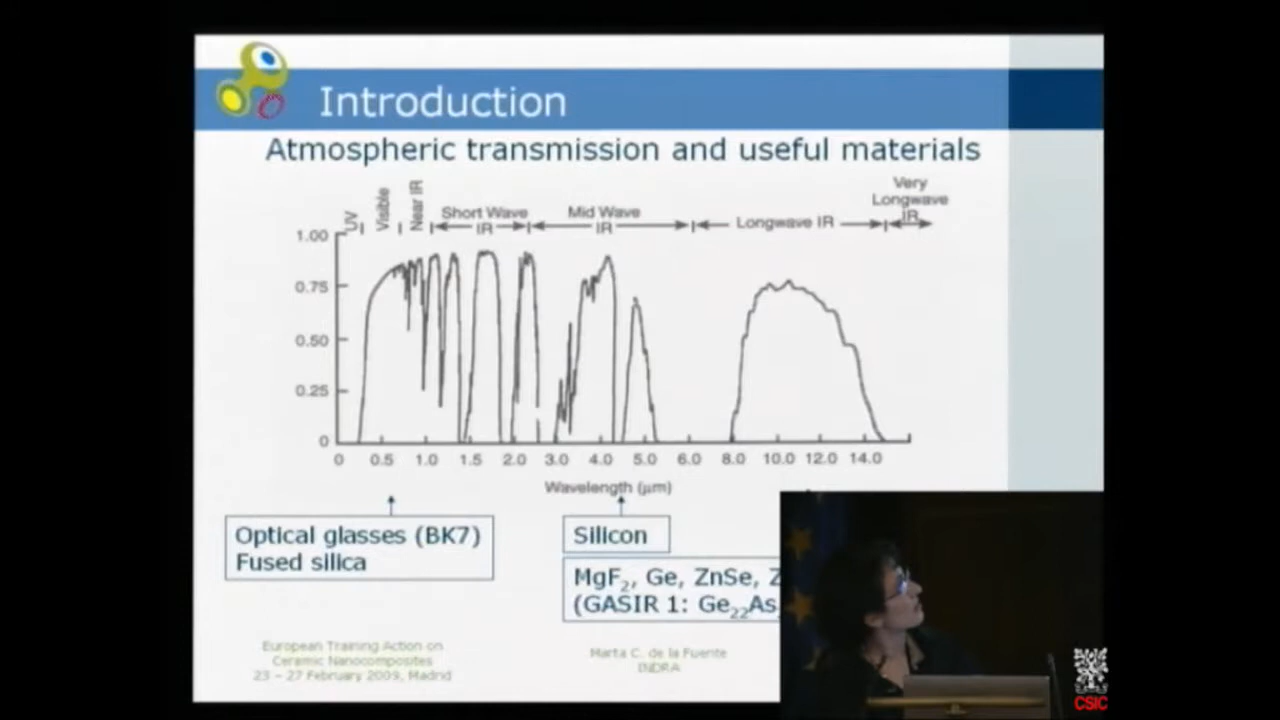 Introduction
Atmospheric transmission and useful materials
UV
Visible
Near IR
Short Wave
IR
Mid Wave
IR
Longwave IR
Very
Longwave
IR
1.00
0.75
0.50
0.25
0
0 0.5 1.0 1.5 2.0 3.0 4.0 5.0 6.0 8.0 10.0 12.0 14.0
Wavelength (μm)
Optical glasses (BK7)
Fused silica
Silicon
MgF₂, Ge, ZnSe, Z
(GASIR 1: Ge₂₂As
European Training Action on
Ceramic Nanocomposites
23 – 27 February 2009, Madrid
Marta C. de la Fuente
INDRA
CSIC